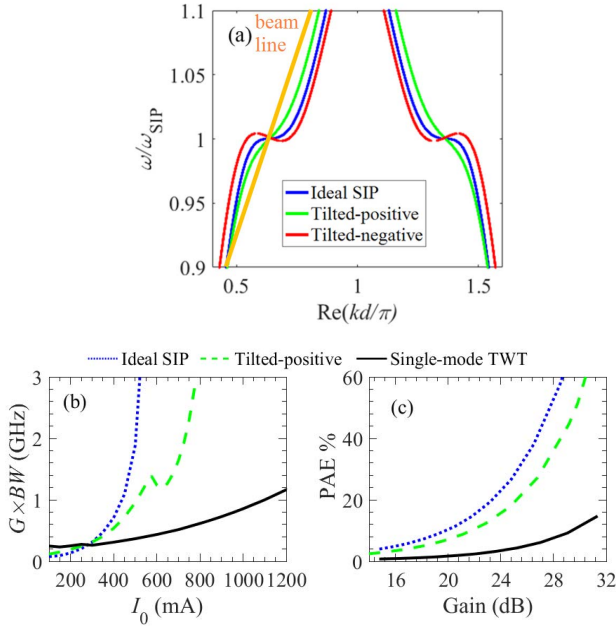 (a)
beam
line
1.1
1.05
1
0.95
0.9
ω/ω_SIP
Ideal SIP
Tilted-positive
Tilted-negative
0.5 1 1.5
Re(kd/π)
Ideal SIP Tilted-positive Single-mode TWT
(b)
3
2
1
0
G×BW (GHz)
400 600 800 1000 1200
I₀ (mA)
(c)
60
40
20
0
PAE %
16 20 24 28 32
Gain (dB)